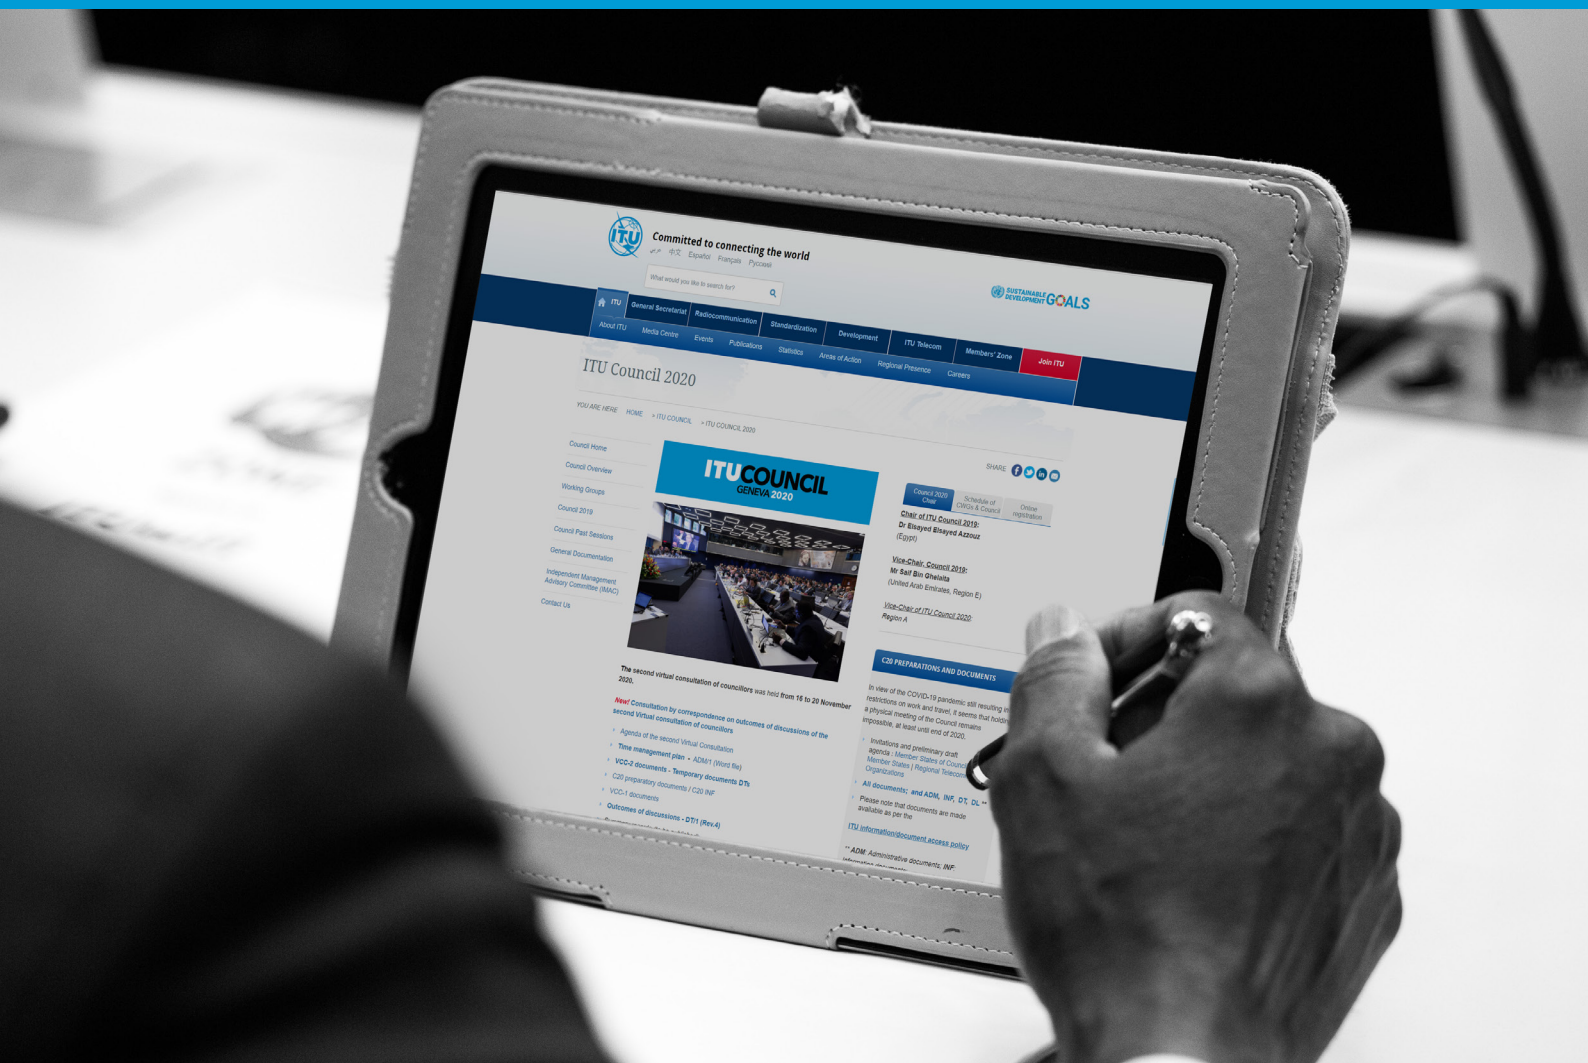 ITU
Committed to connecting the world
中文 Español Français Русский
What would you like to search for?
SUSTAINABLE
DEVELOPMENT GOALS
ITU General Secretariat Radiocommunication Standardization Development ITU Telecom Members' Zone Join ITU
About ITU Media Centre Events Publications Statistics Areas of Action Regional Presence Careers
ITU Council 2020
YOU ARE HERE HOME » ITU COUNCIL » ITU COUNCIL 2020
SHARE
Council Home
Council Overview
Working Groups
Council 2019
Council Past Sessions
General Documentation
Independent Management
Advisory Committee (IMAC)
Contact Us
ITUCOUNCIL
GENEVA 2020
The second virtual consultation of councillors was held from 16 to 20 November
2020.
New! Consultation by correspondence on outcomes of discussions of the
second Virtual consultation of councillors
Agenda of the second Virtual Consultation
Time management plan - ADM/1 (Word file)
VCC-2 documents - Temporary documents DTs
C20 preparatory documents / C20 INF
VCC-1 documents
Outcomes of discussions - DT/1 (Rev.4)
Council 2020
Chair
Schedule of
CWGs & Council
Online
registration
Chair of ITU Council 2019:
Dr Elsayed Elsayed Azzouz
(Egypt)
Vice-Chair, Council 2019:
Mr Saif Bin Ghelaita
(United Arab Emirates, Region E)
Vice-Chair of ITU Council 2020:
Region A
C20 PREPARATIONS AND DOCUMENTS
In view of the COVID-19 pandemic still resulting in
restrictions on work and travel, it seems that holding
a physical meeting of the Council remains
impossible, at least until end of 2020.
Invitations and preliminary draft
agenda : Member States of Council
Member States | Regional Telecom
Organizations
All documents; and ADM, INF, DT, DL **
Please note that documents are made
available as per the
ITU information/document access policy
** ADM: Administrative documents; INF: